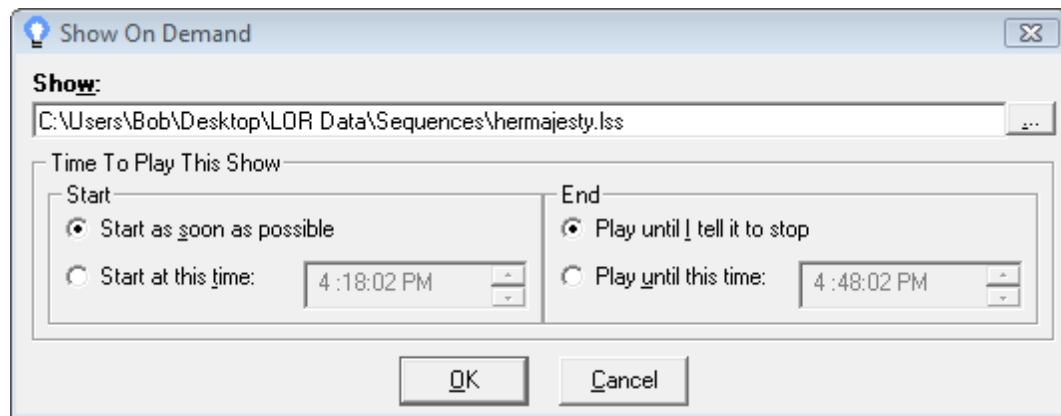 Show On Demand
Show:
C:\Users\Bob\Desktop\LOR Data\Sequences\hermajesty.lss
...
Time To Play This Show
Start
Start as soon as possible
Start at this time:
4 :18:02 PM
End
Play until I tell it to stop
Play until this time:
4 :48:02 PM
OK
Cancel